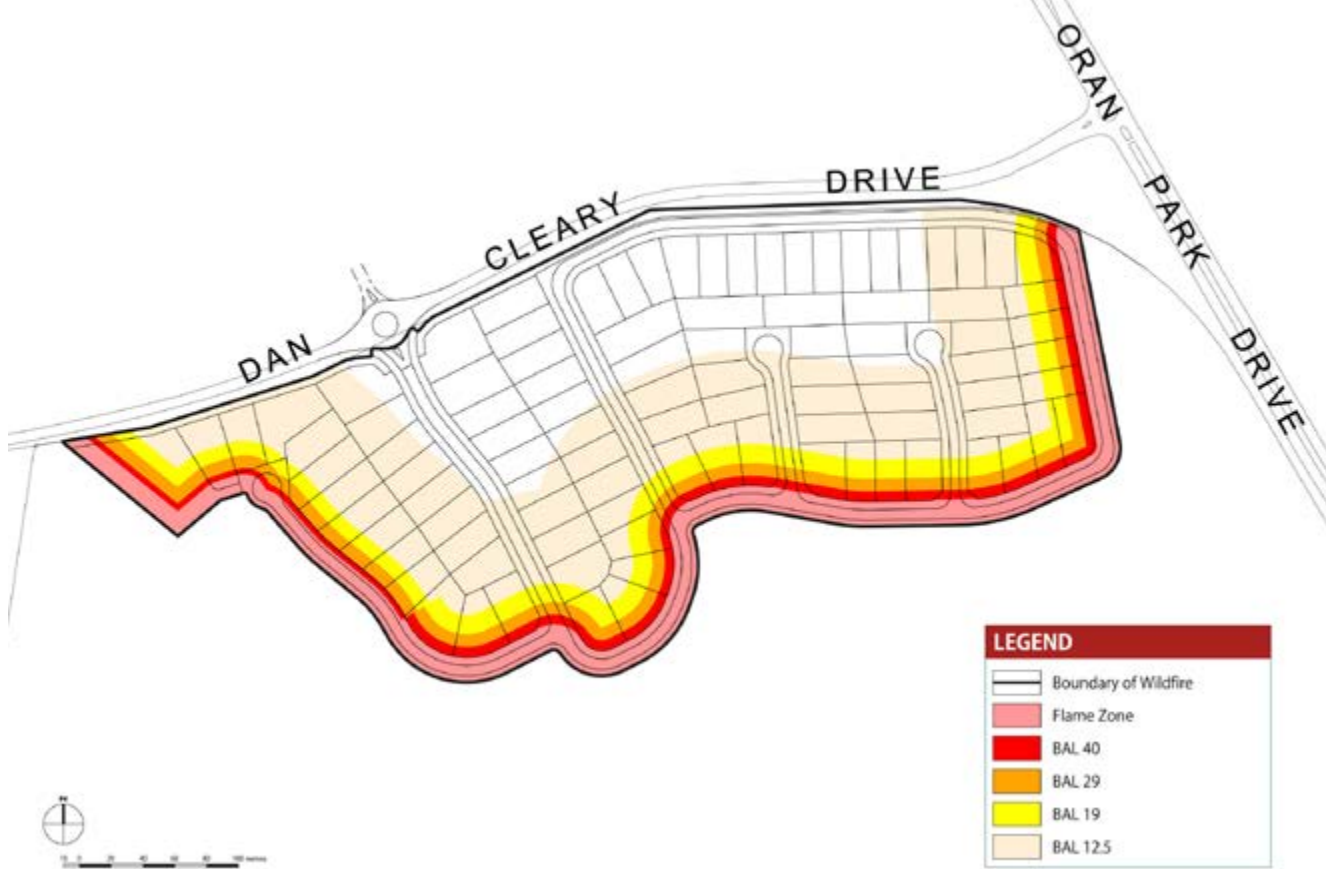 ORAN PARK DRIVE
DAN CLEARY DRIVE
LEGEND
Boundary of Wildfire
Flame Zone
BAL 40
BAL 29
BAL 19
BAL 12.5
N